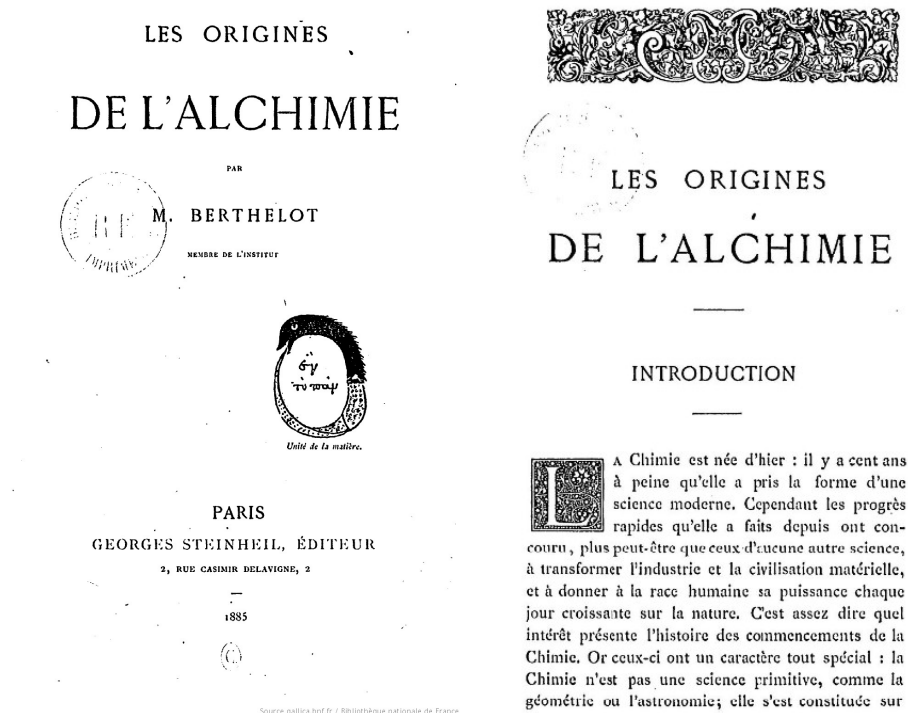 LES ORIGINES
DE L'ALCHIMIE
PAR
M. BERTHELOT
MEMBRE DE L'INSTITUT
ἓν
τὸ πᾶν
Unité de la matière.
PARIS
GEORGES STEINHEIL, ÉDITEUR
2, RUE CASIMIR DELAVIGNE, 2
1885
Source gallica.bnf.fr / Bibliothèque nationale de France
LES ORIGINES
DE L'ALCHIMIE
INTRODUCTION
LA Chimie est née d'hier : il y a cent ans
à peine qu'elle a pris la forme d'une
science moderne. Cependant les progrès
rapides qu'elle a faits depuis ont con-
couru, plus peut-être que ceux d'aucune autre science,
à transformer l'industrie et la civilisation matérielle,
et à donner à la race humaine sa puissance chaque
jour croissante sur la nature. C'est assez dire quel
intérêt présente l'histoire des commencements de la
Chimie. Or ceux-ci ont un caractère tout spécial : la
Chimie n'est pas une science primitive, comme la
géométrie ou l'astronomie; elle s'est constituée sur